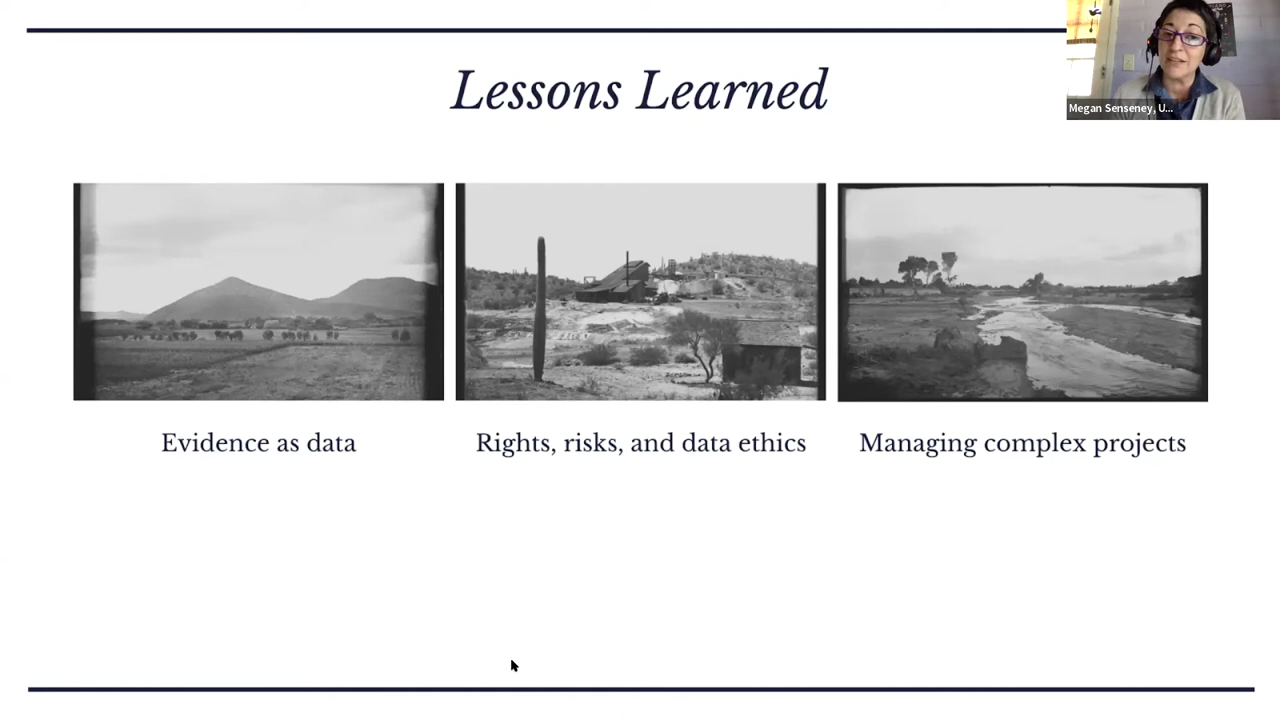 Lessons Learned
Megan Senseney, U...
Evidence as data
Rights, risks, and data ethics
Managing complex projects